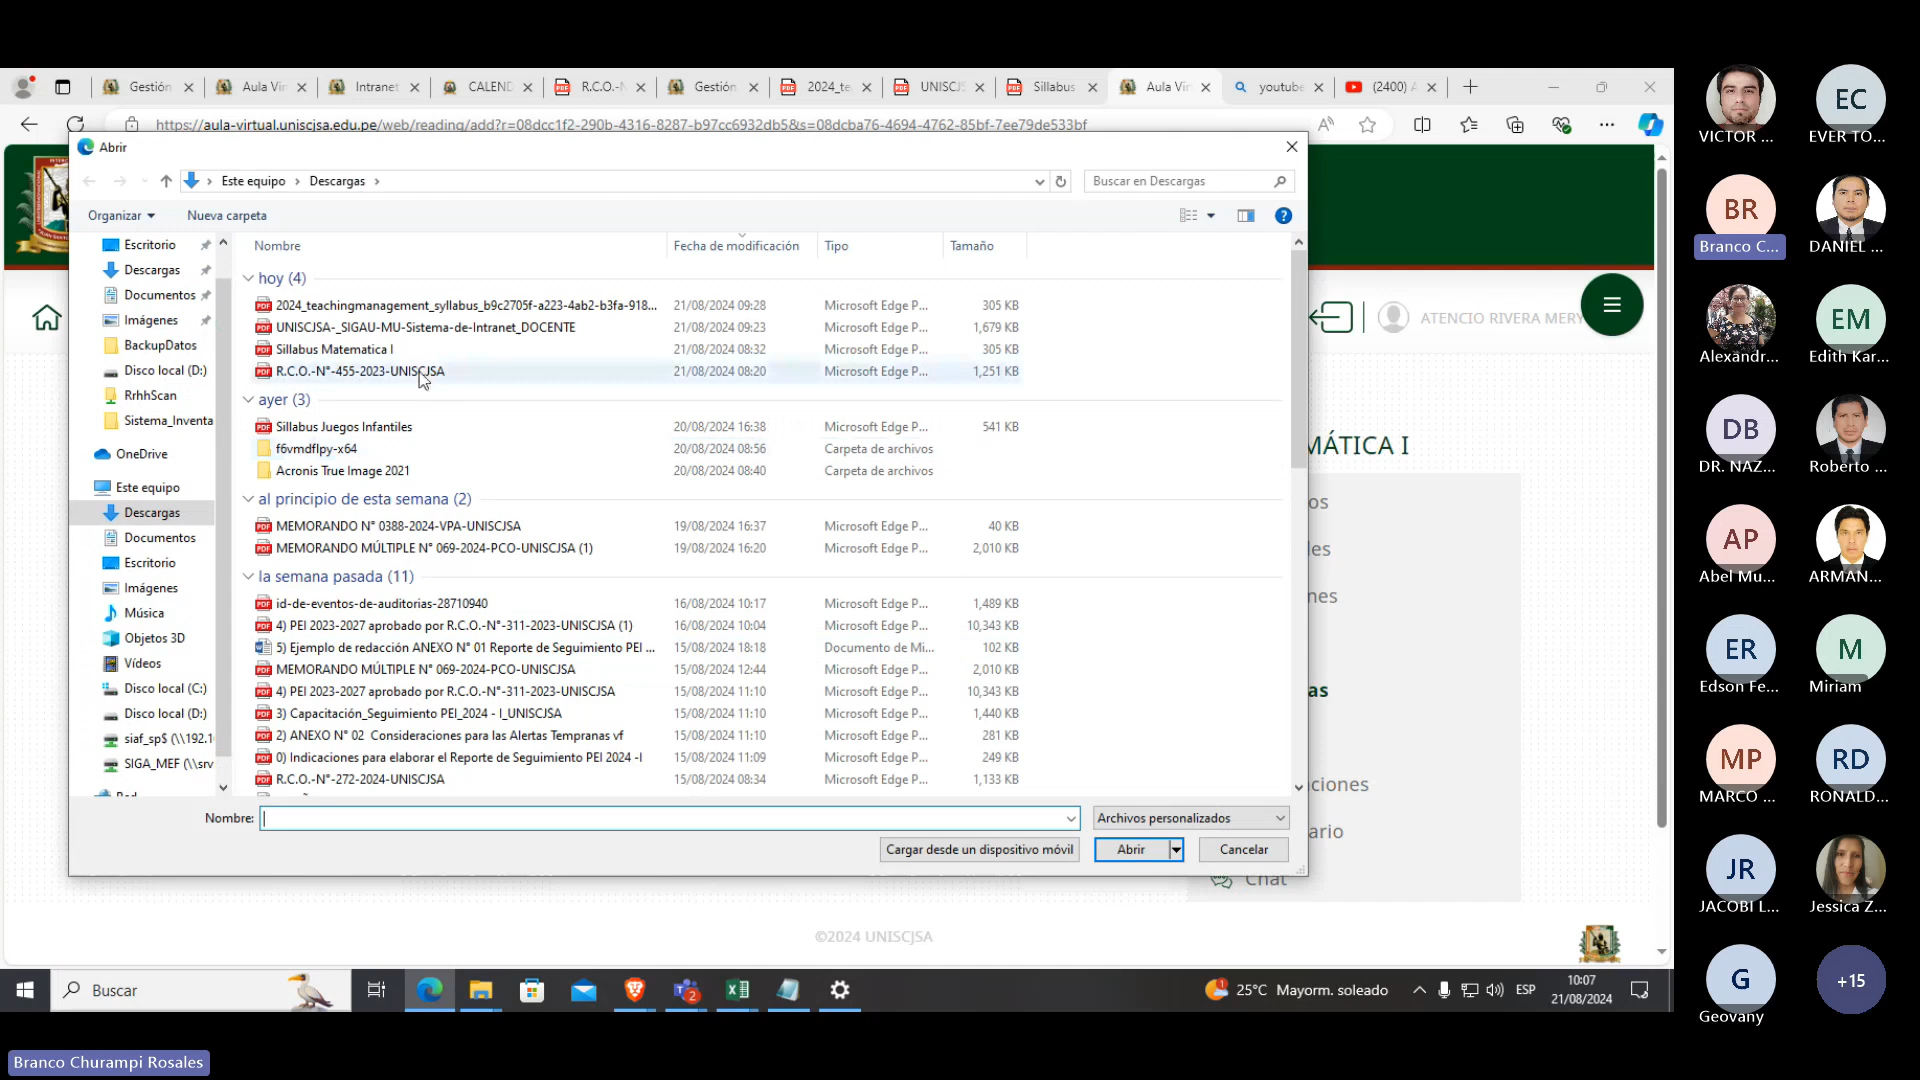 Gestión
Aula Vir
Intranet
CALEND
R.C.O.-N
Gestión
2024_te
UNISCJS
Sillabus
Aula Vir
youtube
(2400) A
https://aula-virtual.uniscjsa.edu.pe/web/reading/add?r=08dcc1f2-290b-4316-8287-b97cc6932db5&s=08dcba76-4694-4762-85bf-7ee79de533bf
Abrir
Este equipo > Descargas >
Buscar en Descargas
Organizar
Nueva carpeta
Nombre Fecha de modificación Tipo Tamaño
Escritorio
Descargas
Documentos
Imágenes
BackupDatos
Disco local (D:)
RrhhScan
Sistema_Inventa
OneDrive
Este equipo
Descargas
Documentos
Escritorio
Imágenes
Música
Objetos 3D
Vídeos
Disco local (C:)
Disco local (D:)
siaf_sp$ (\\192.1
SIGA_MEF (\\srv
hoy (4)
2024_teachingmanagement_syllabus_b9c2705f-a223-4ab2-b3fa-918... 21/08/2024 09:28 Microsoft Edge P... 305 KB
UNISCJSA-_SIGAU-MU-Sistema-de-Intranet_DOCENTE 21/08/2024 09:23 Microsoft Edge P... 1,679 KB
Sillabus Matematica I 21/08/2024 08:32 Microsoft Edge P... 305 KB
R.C.O.-N°-455-2023-UNISCJSA 21/08/2024 08:20 Microsoft Edge P... 1,251 KB
ayer (3)
Sillabus Juegos Infantiles 20/08/2024 16:38 Microsoft Edge P... 541 KB
f6vmdflpy-x64 20/08/2024 08:56 Carpeta de archivos
Acronis True Image 2021 20/08/2024 08:40 Carpeta de archivos
al principio de esta semana (2)
MEMORANDO N° 0388-2024-VPA-UNISCJSA 19/08/2024 16:37 Microsoft Edge P... 40 KB
MEMORANDO MÚLTIPLE N° 069-2024-PCO-UNISCJSA (1) 19/08/2024 16:20 Microsoft Edge P... 2,010 KB
la semana pasada (11)
id-de-eventos-de-auditorias-28710940 16/08/2024 10:17 Microsoft Edge P... 1,489 KB
4) PEI 2023-2027 aprobado por R.C.O.-N°-311-2023-UNISCJSA (1) 16/08/2024 10:04 Microsoft Edge P... 10,343 KB
5) Ejemplo de redacción ANEXO N° 01 Reporte de Seguimiento PEI ... 15/08/2024 18:18 Documento de Mi... 102 KB
MEMORANDO MÚLTIPLE N° 069-2024-PCO-UNISCJSA 15/08/2024 12:44 Microsoft Edge P... 2,010 KB
4) PEI 2023-2027 aprobado por R.C.O.-N°-311-2023-UNISCJSA 15/08/2024 11:10 Microsoft Edge P... 10,343 KB
3) Capacitación_Seguimiento PEI_2024 - I_UNISCJSA 15/08/2024 11:10 Microsoft Edge P... 1,440 KB
2) ANEXO N° 02 Consideraciones para las Alertas Tempranas vf 15/08/2024 11:10 Microsoft Edge P... 281 KB
0) Indicaciones para elaborar el Reporte de Seguimiento PEI 2024 -I 15/08/2024 11:09 Microsoft Edge P... 249 KB
R.C.O.-N°-272-2024-UNISCJSA 15/08/2024 08:34 Microsoft Edge P... 1,133 KB
Nombre:
Archivos personalizados
Cargar desde un dispositivo móvil
Abrir
Cancelar
ATENCIO RIVERA MERY
MÁTICA I
os
les
nes
as
ciones
ario
Chat
©2024 UNISCJSA
Buscar
25°C Mayorm. soleado
ESP
10:07
21/08/2024
VICTOR ...
EC
EVER TO...
BR
Branco C...
DANIEL ...
Alexandr...
EM
Edith Kar...
DB
DR. NAZ...
Roberto ...
AP
Abel Mu...
ARMAN...
ER
Edson Fe...
M
Miriam
MP
MARCO ...
RD
RONALD...
JR
JACOBI L...
Jessica Z...
G
Geovany
+15
Branco Churampi Rosales